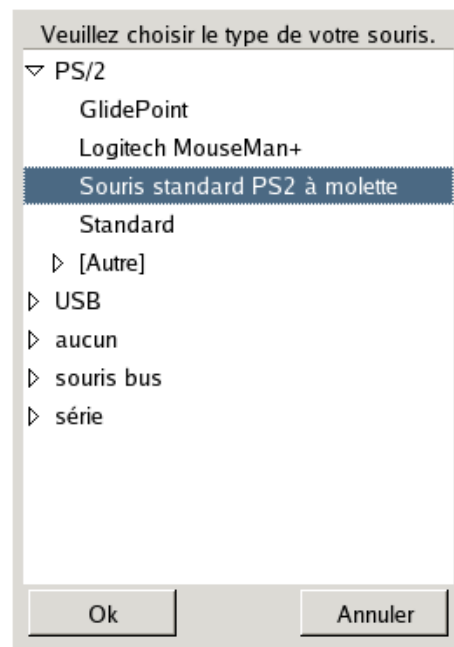 Veuillez choisir le type de votre souris.
PS/2
GlidePoint
Logitech MouseMan+
Souris standard PS2 à molette
Standard
[Autre]
USB
aucun
souris bus
série
Ok Annuler